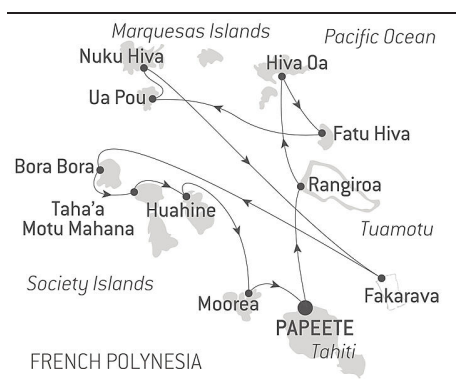 Marquesas Islands
Pacific Ocean
Nuku Hiva
Hiva Oa
Ua Pou
Fatu Hiva
Bora Bora
Rangiroa
Taha'a
Motu Mahana
Huahine
Tuamotu
Society Islands
Moorea
Fakarava
PAPEETE
Tahiti
FRENCH POLYNESIA